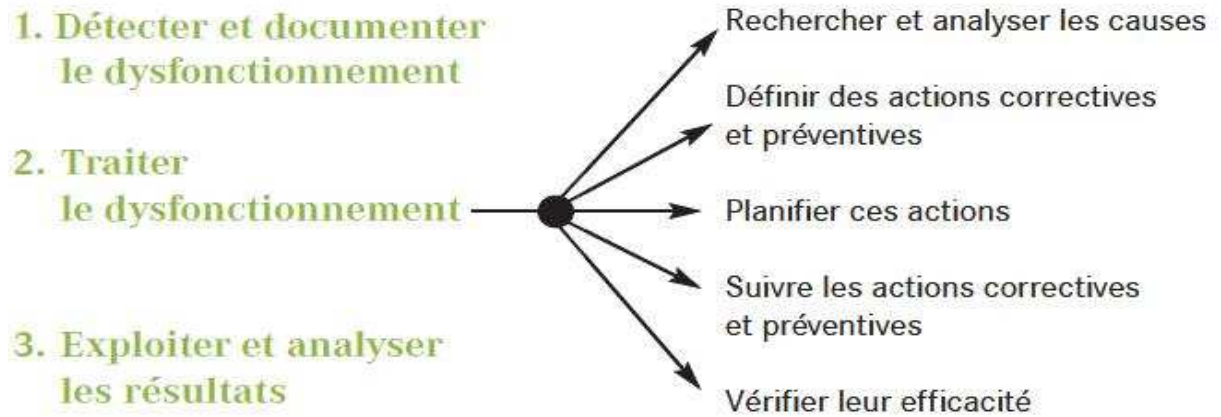 1. Détecter et documenter
le dysfonctionnement
2. Traiter
le dysfonctionnement
3. Exploiter et analyser
les résultats
Rechercher et analyser les causes
Définir des actions correctives
et préventives
Planifier ces actions
Suivre les actions correctives
et préventives
Vérifier leur efficacité